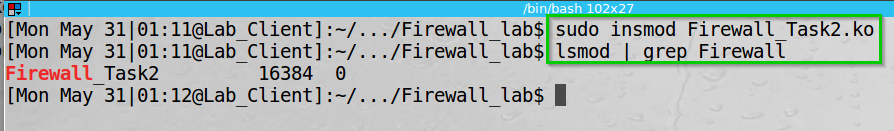 /bin/bash 102x27
[Mon May 31|01:11@Lab_Client]:~/.../Firewall_lab$ sudo insmod Firewall_Task2.ko
[Mon May 31|01:11@Lab_Client]:~/.../Firewall_lab$ lsmod | grep Firewall
Firewall_Task2 16384 0
[Mon May 31|01:12@Lab_Client]:~/.../Firewall_lab$